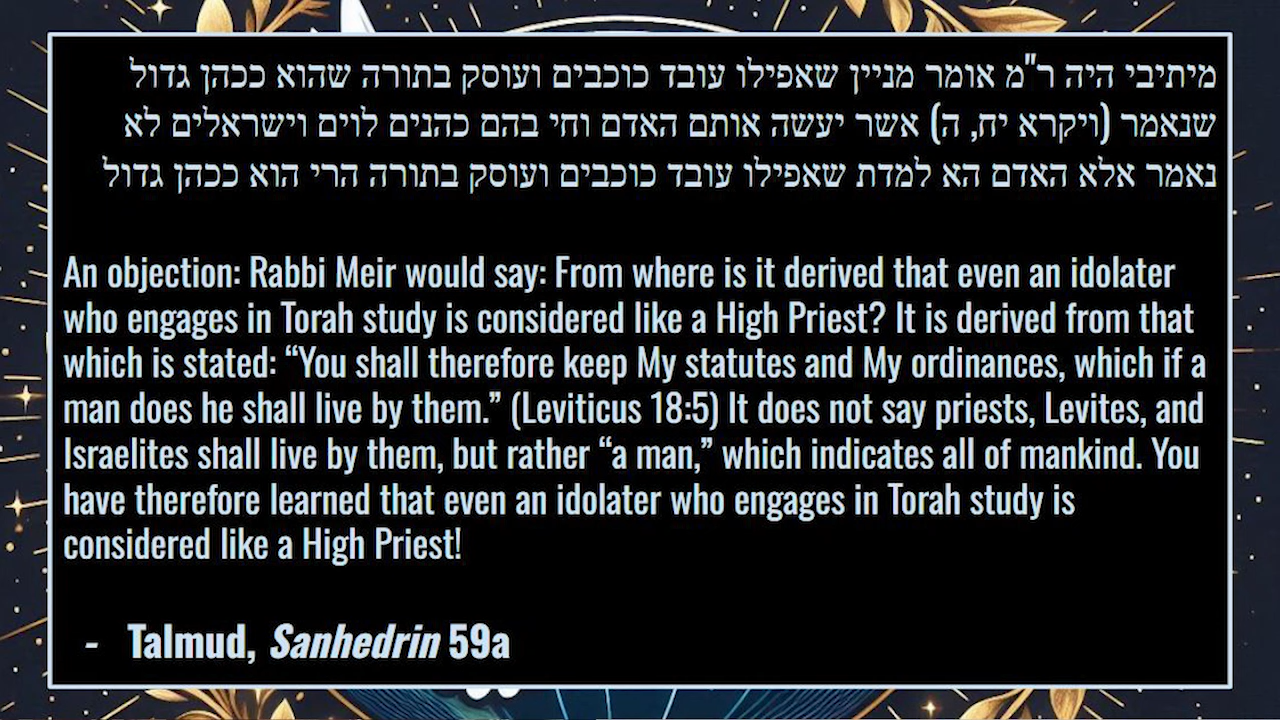 מיתיבי היה ר"מ אומר מניין שאפילו עובד כוכבים ועוסק בתורה שהוא ככהן גדול
שנאמר (ויקרא יח, ה) אשר יעשה אותם האדם וחי בהם כהנים לוים וישראלים לא
נאמר אלא האדם הא למדת שאפילו עובד כוכבים ועוסק בתורה הרי הוא ככהן גדול
An objection: Rabbi Meir would say: From where is it derived that even an idolater
who engages in Torah study is considered like a High Priest? It is derived from that
which is stated: “You shall therefore keep My statutes and My ordinances, which if a
man does he shall live by them.” (Leviticus 18:5) It does not say priests, Levites, and
Israelites shall live by them, but rather “a man,” which indicates all of mankind. You
have therefore learned that even an idolater who engages in Torah study is
considered like a High Priest!
- Talmud, Sanhedrin 59a